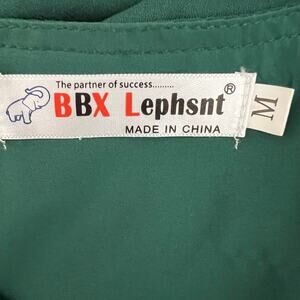 The partner of success.........
BBX Lephsnt®
MADE IN CHINA
M